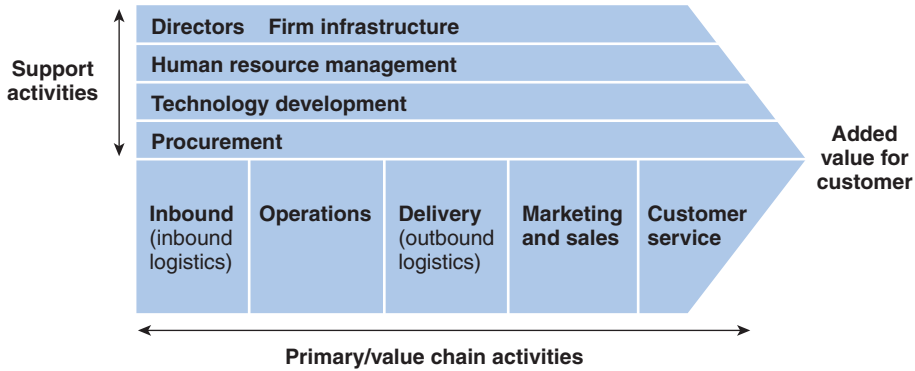 Directors Firm infrastructure
Human resource management
Technology development
Procurement
Support
activities
Added
value for
customer
Inbound
(inbound
logistics)
Operations
Delivery
(outbound
logistics)
Marketing
and sales
Customer
service
Primary/value chain activities